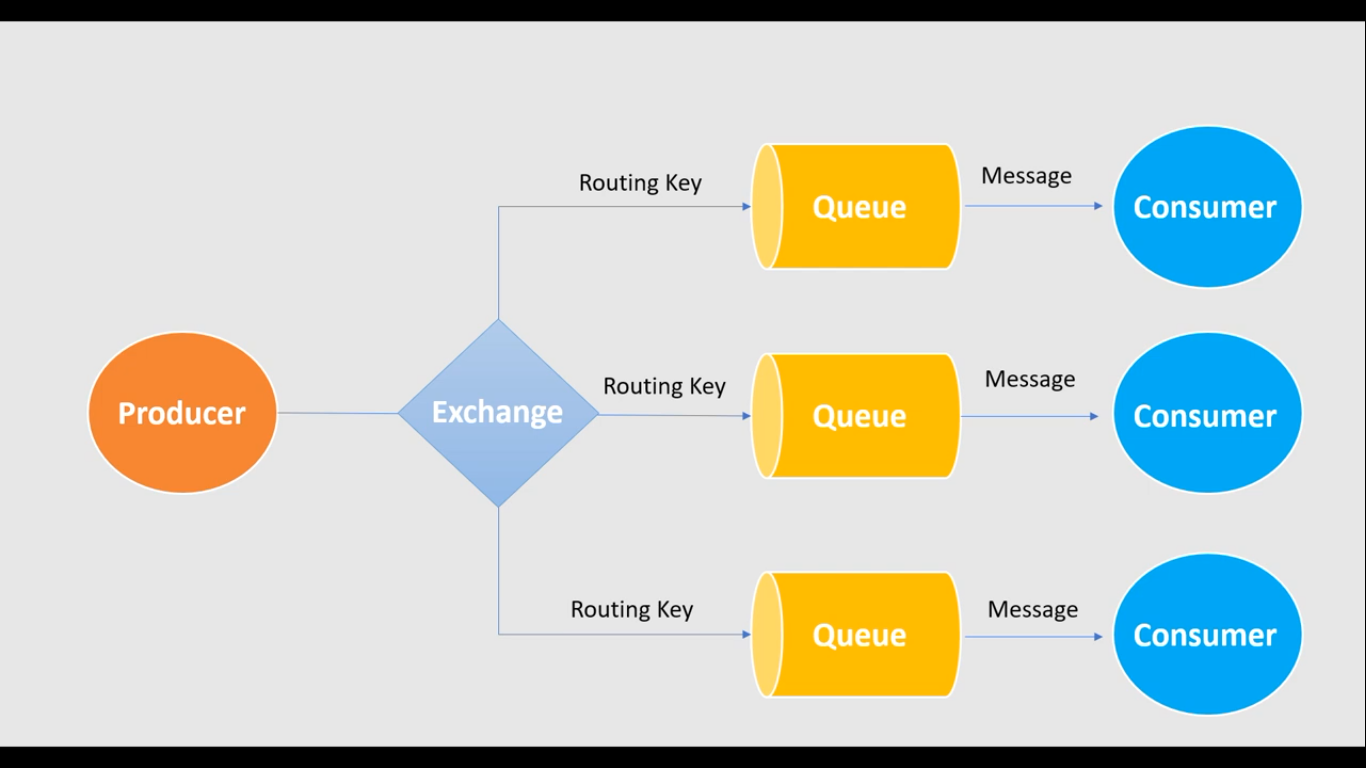 Routing Key
Queue
Message
Consumer
Producer
Exchange
Routing Key
Queue
Message
Consumer
Routing Key
Queue
Message
Consumer